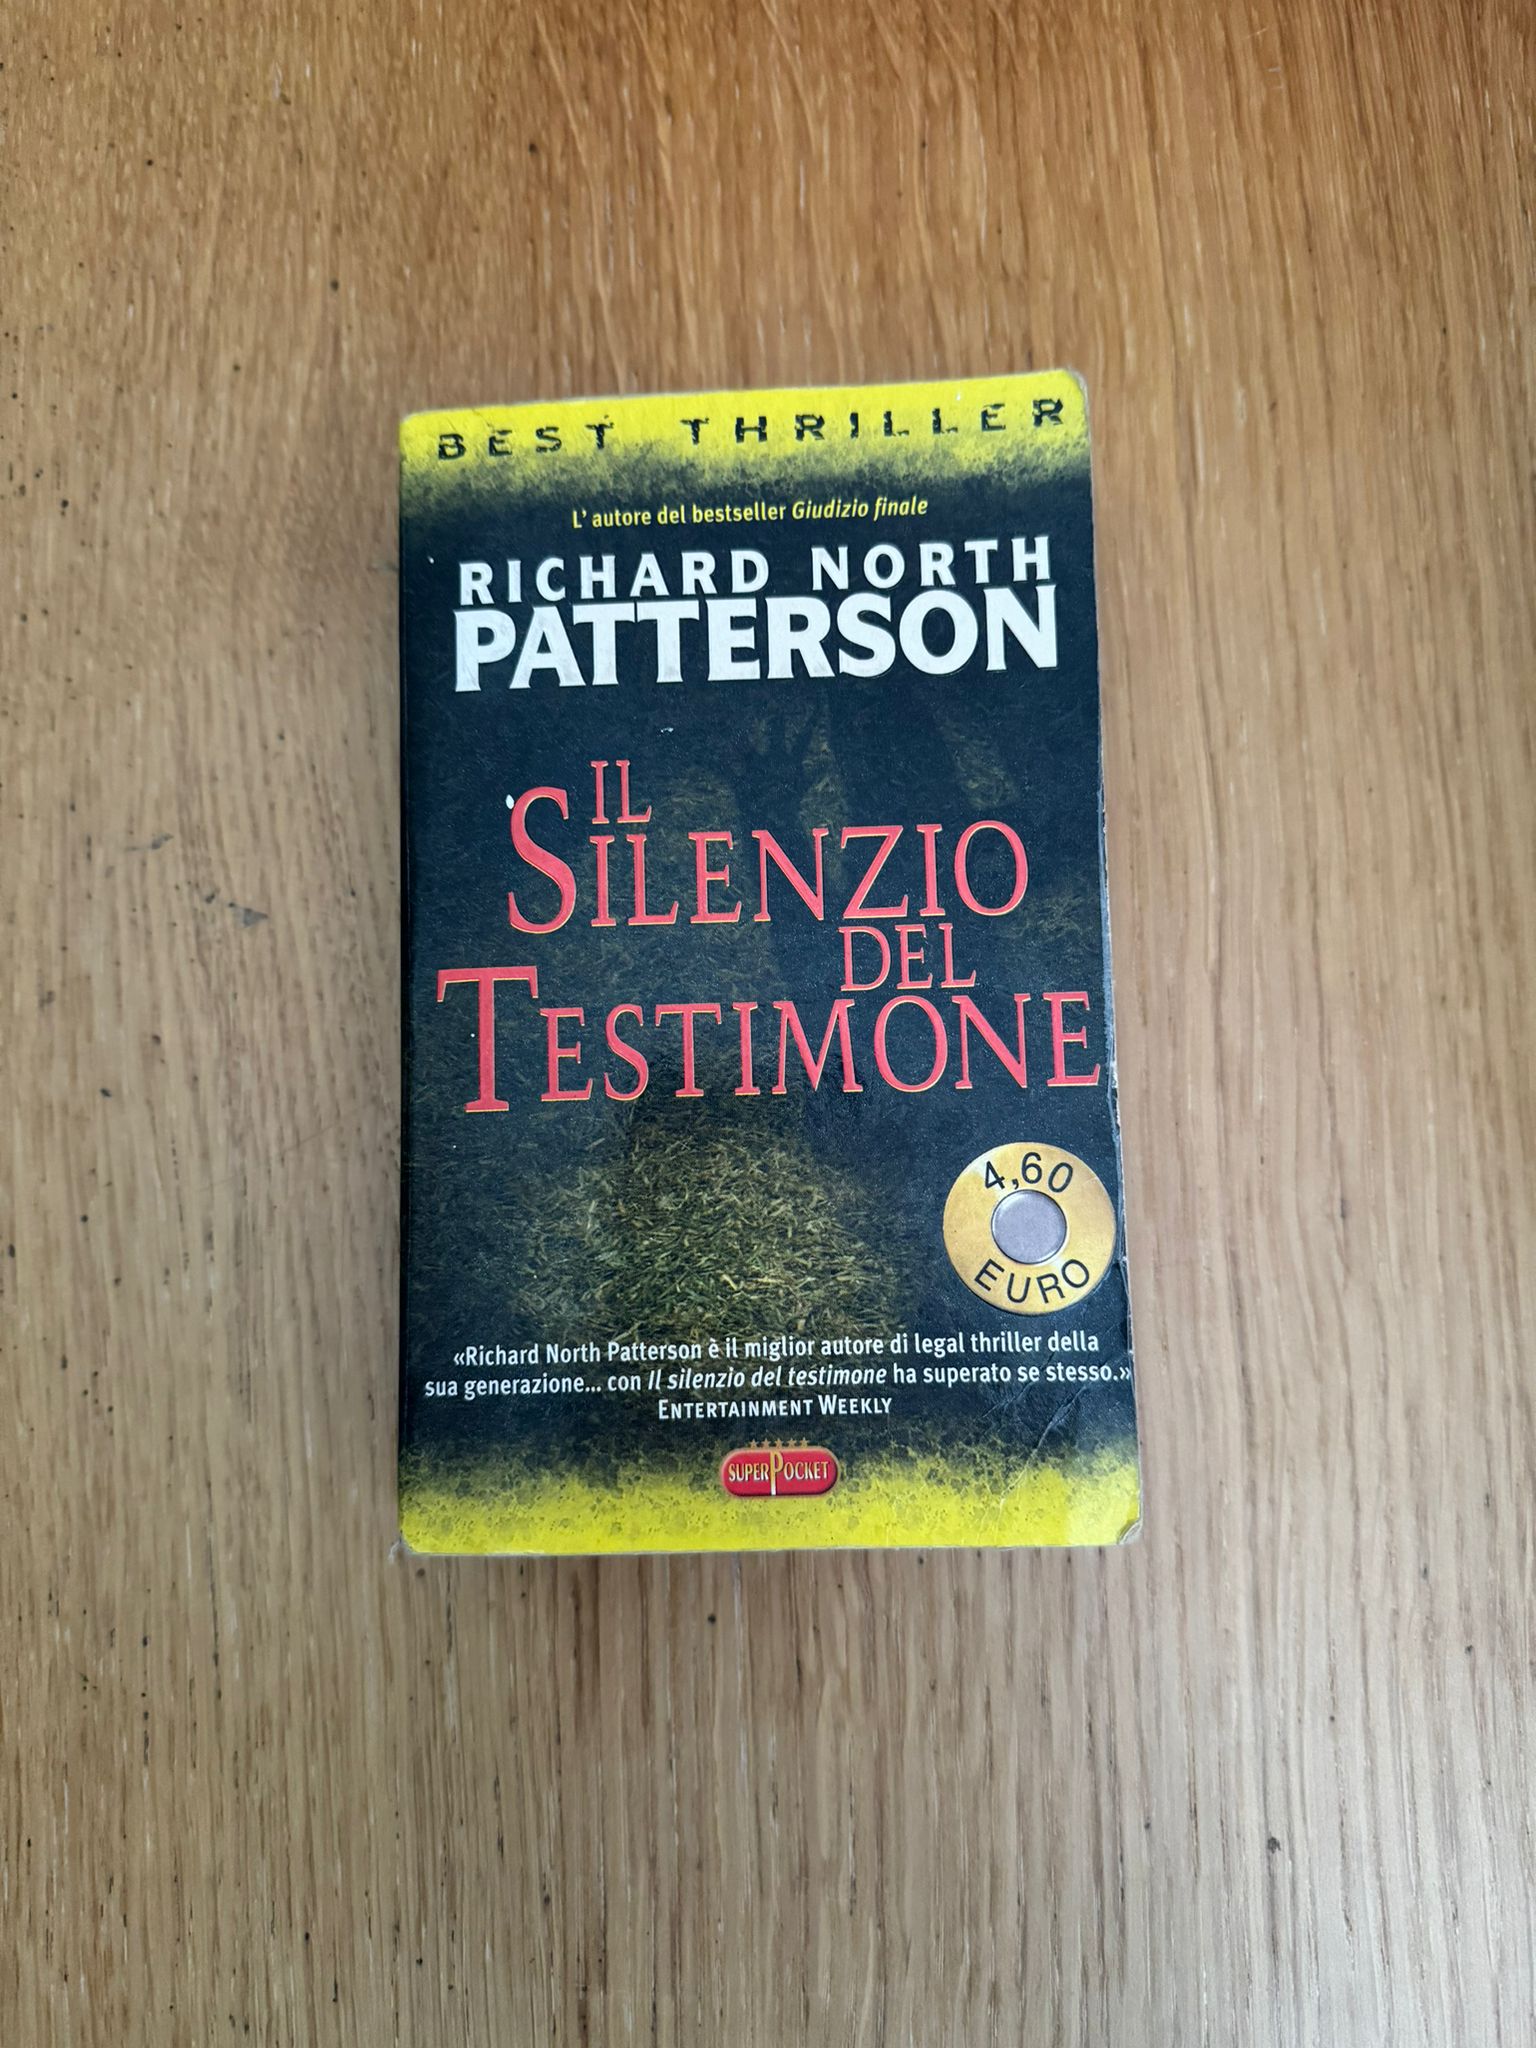 BEST THRILLER
L' autore del bestseller Giudizio finale
RICHARD NORTH
PATTERSON
IL
SILENZIO
DEL
TESTIMONE
4,60
EURO
«Richard North Patterson è il miglior autore di legal thriller della
sua generazione... con Il silenzio del testimone ha superato se stesso.»
ENTERTAINMENT WEEKLY
SUPERPOCKET